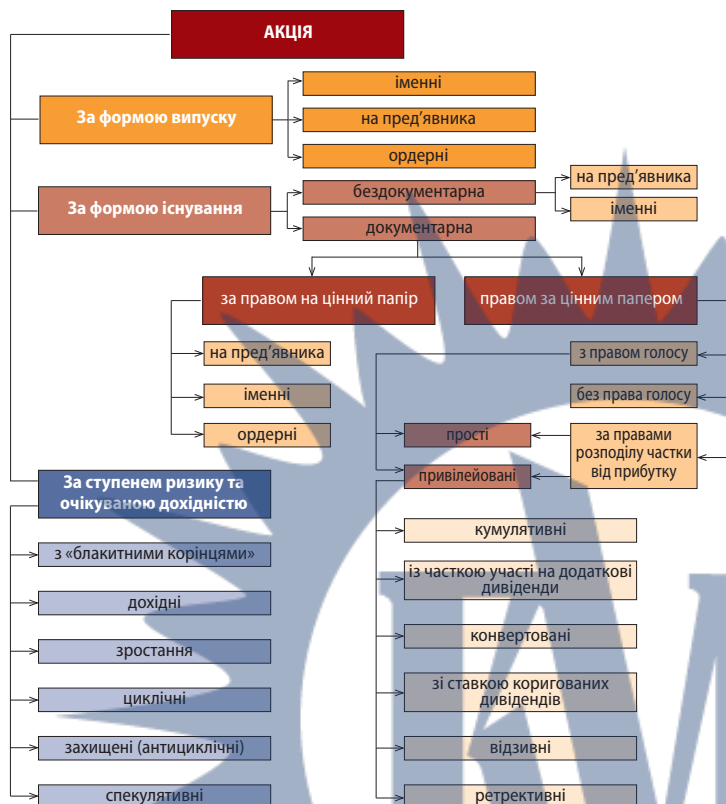 АКЦІЯ
За формою випуску
іменні
на пред’явника
ордерні
За формою існування
бездокументарна
документарна
на пред’явника
іменні
за правом на цінний папір
правом за цінним папером
на пред’явника
іменні
ордерні
з правом голосу
без права голосу
за правами
розподілу частки
від прибутку
прості
привілейовані
За ступенем ризику та
очікуваною дохідністю
з «блакитними корінцями»
дохідні
зростання
циклічні
захищені (антициклічні)
спекулятивні
кумулятивні
із часткою участі на додаткові
дивіденди
конвертовані
зі ставкою коригованих
дивідендів
відзивні
ретрективні